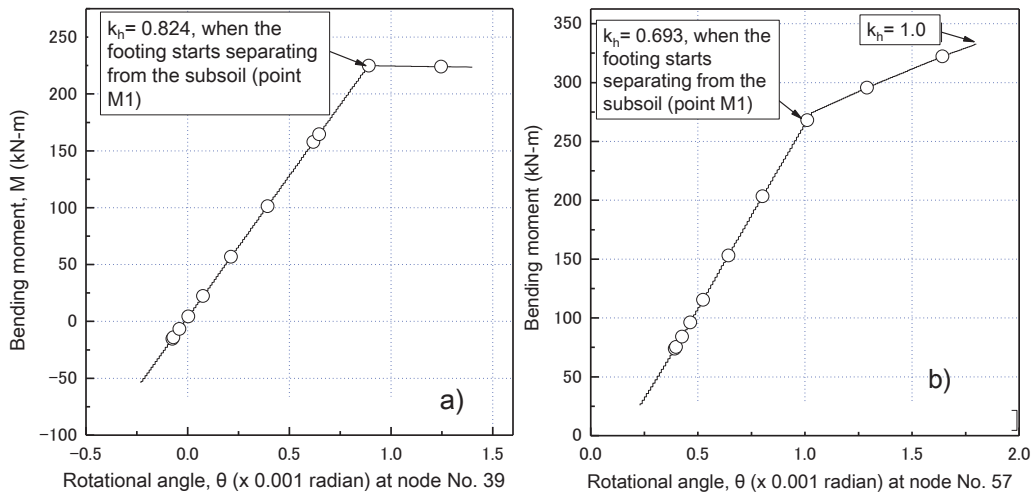 k_h= 0.824, when the
footing starts separating
from the subsoil (point
M1)
250
200
150
100
50
0
−50
−100
Bending moment, M (kN-m)
−0.5
0.0
0.5
1.0
1.5
Rotational angle, θ (x 0.001 radian) at node No. 39
a)
k_h= 0.693, when the
footing starts
separating from the
subsoil (point M1)
k_h= 1.0
350
300
250
200
150
100
50
0
Bending moment (kN-m)
0.0
0.5
1.0
1.5
2.0
Rotational angle, θ (x 0.001 radian) at node No. 57
b)